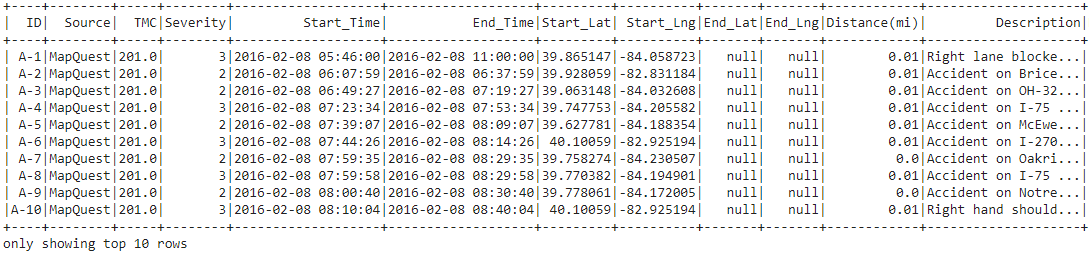 +----+--------+-----+--------+-------------------+-------------------+---------+----------+-------+-------+------------+--------------------+
|  ID|  Source|  TMC|Severity|         Start_Time|           End_Time|Start_Lat| Start_Lng|End_Lat|End_Lng|Distance(mi)|         Description|
+----+--------+-----+--------+-------------------+-------------------+---------+----------+-------+-------+------------+--------------------+
| A-1|MapQuest|201.0|       3|2016-02-08 05:46:00|2016-02-08 11:00:00|39.865147|-84.058723|   null|   null|        0.01|Right lane blocke...|
| A-2|MapQuest|201.0|       2|2016-02-08 06:07:59|2016-02-08 06:37:59|39.928059|-82.831184|   null|   null|        0.01|Accident on Brice...|
| A-3|MapQuest|201.0|       2|2016-02-08 06:49:27|2016-02-08 07:19:27|39.063148|-84.032608|   null|   null|        0.01|Accident on OH-32...|
| A-4|MapQuest|201.0|       3|2016-02-08 07:23:34|2016-02-08 07:53:34|39.747753|-84.205582|   null|   null|        0.01|Accident on I-75 ...|
| A-5|MapQuest|201.0|       2|2016-02-08 07:39:07|2016-02-08 08:09:07|39.627781|-84.188354|   null|   null|        0.01|Accident on McEwe...|
| A-6|MapQuest|201.0|       3|2016-02-08 07:44:26|2016-02-08 08:14:26| 40.10059|-82.925194|   null|   null|        0.01|Accident on I-270...|
| A-7|MapQuest|201.0|       2|2016-02-08 07:59:35|2016-02-08 08:29:35|39.758274|-84.230507|   null|   null|         0.0|Accident on Oakri...|
| A-8|MapQuest|201.0|       3|2016-02-08 07:59:58|2016-02-08 08:29:58|39.770382|-84.194901|   null|   null|        0.01|Accident on I-75 ...|
| A-9|MapQuest|201.0|       2|2016-02-08 08:00:40|2016-02-08 08:30:40|39.778061|-84.172005|   null|   null|         0.0|Accident on Notre...|
|A-10|MapQuest|201.0|       3|2016-02-08 08:10:04|2016-02-08 08:40:04| 40.10059|-82.925194|   null|   null|        0.01|Right hand should...|
+----+--------+-----+--------+-------------------+-------------------+---------+----------+-------+-------+------------+--------------------+
only showing top 10 rows